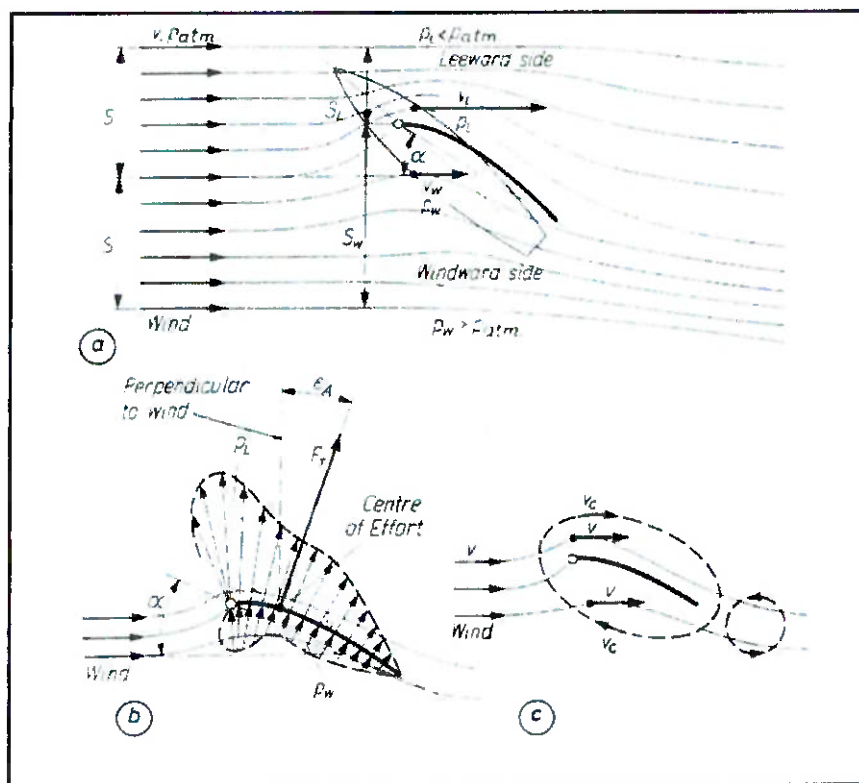 v. Patm
pL < Patm.
Leeward side
S
SL
vL
pL
α
vw
pw
S
Sw
Windward side
Wind
pw > Patm.
a
Perpendicular
to wind
εA
pL
FT
Centre
of Effort
α
Wind
pw
b
vc
v
v
v
Wind
vc
c